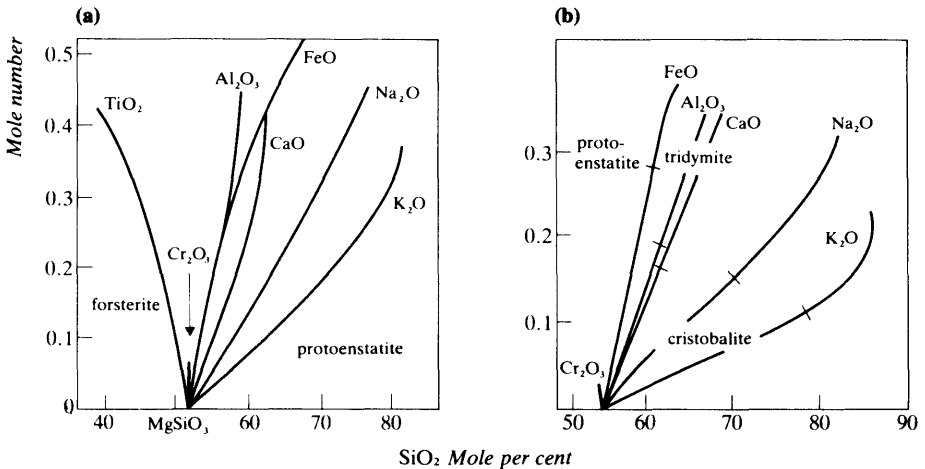 (a)
Mole number
0.5
0.4
0.3
0.2
0.1
0
TiO₂
Al₂O₃
FeO
Na₂O
CaO
K₂O
Cr₂O₃
forsterite
protoenstatite
40
MgSiO₃
60
70
80
(b)
0.3
0.2
0.1
FeO
Al₂O₃
CaO
Na₂O
proto-
enstatite
tridymite
K₂O
cristobalite
Cr₂O₃
50
60
70
80
90
SiO₂ Mole per cent